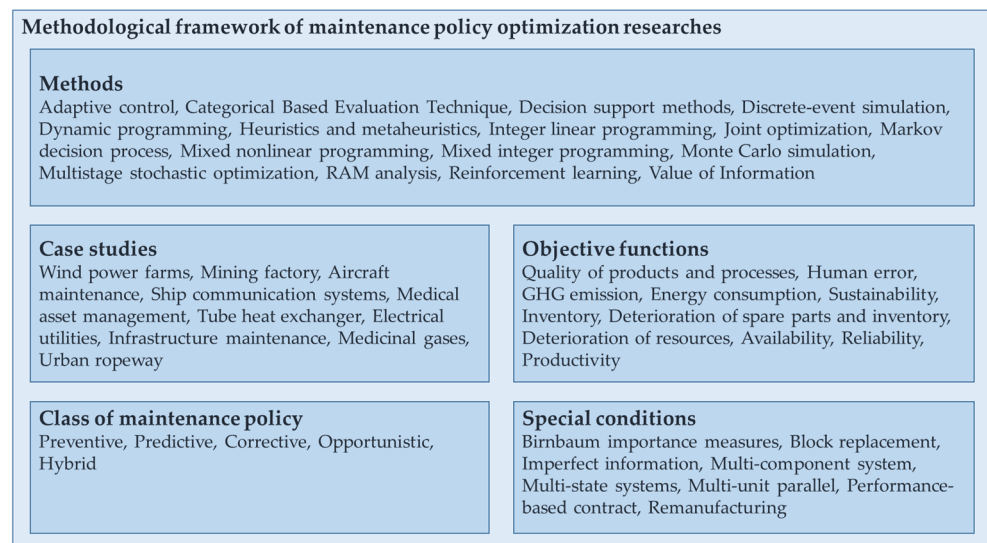 Methodological framework of maintenance policy optimization researches
Methods
Adaptive control, Categorical Based Evaluation Technique, Decision support methods, Discrete-event simulation,
Dynamic programming, Heuristics and metaheuristics, Integer linear programming, Joint optimization, Markov
decision process, Mixed nonlinear programming, Mixed integer programming, Monte Carlo simulation,
Multistage stochastic optimization, RAM analysis, Reinforcement learning, Value of Information
Case studies
Wind power farms, Mining factory, Aircraft
maintenance, Ship communication systems, Medical
asset management, Tube heat exchanger, Electrical
utilities, Infrastructure maintenance, Medicinal gases,
Urban ropeway
Objective functions
Quality of products and processes, Human error,
GHG emission, Energy consumption, Sustainability,
Inventory, Deterioration of spare parts and inventory,
Deterioration of resources, Availability, Reliability,
Productivity
Class of maintenance policy
Preventive, Predictive, Corrective, Opportunistic,
Hybrid
Special conditions
Birnbaum importance measures, Block replacement,
Imperfect information, Multi-component system,
Multi-state systems, Multi-unit parallel, Performance-
based contract, Remanufacturing